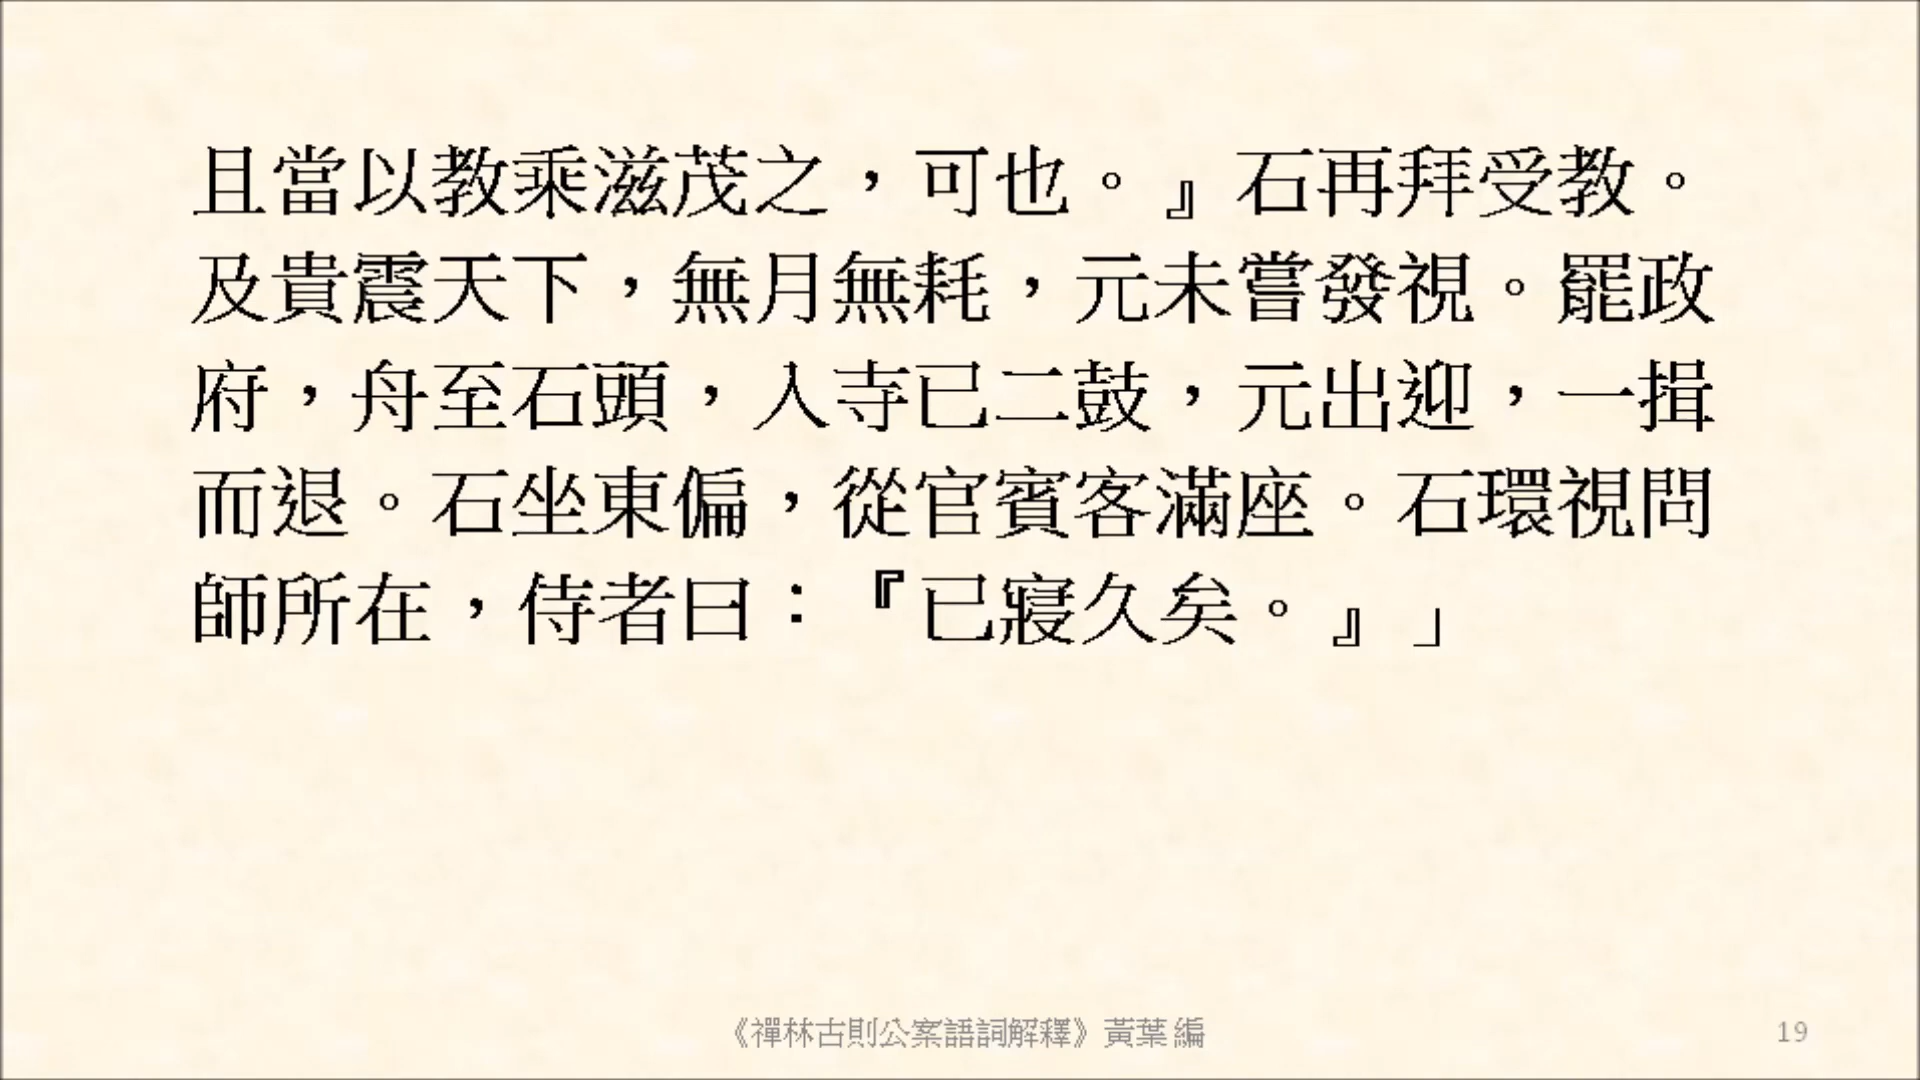 且當以教乘滋茂之，可也。』石再拜受教。
及貴震天下，無月無耗，元未嘗發視。罷政
府，舟至石頭，入寺已二鼓，元出迎，一揖
而退。石坐東偏，從官賓客滿座。石環視問
師所在，侍者曰：『已寢久矣。』」
《禪林古則公案語詞解釋》黃葉 編
19